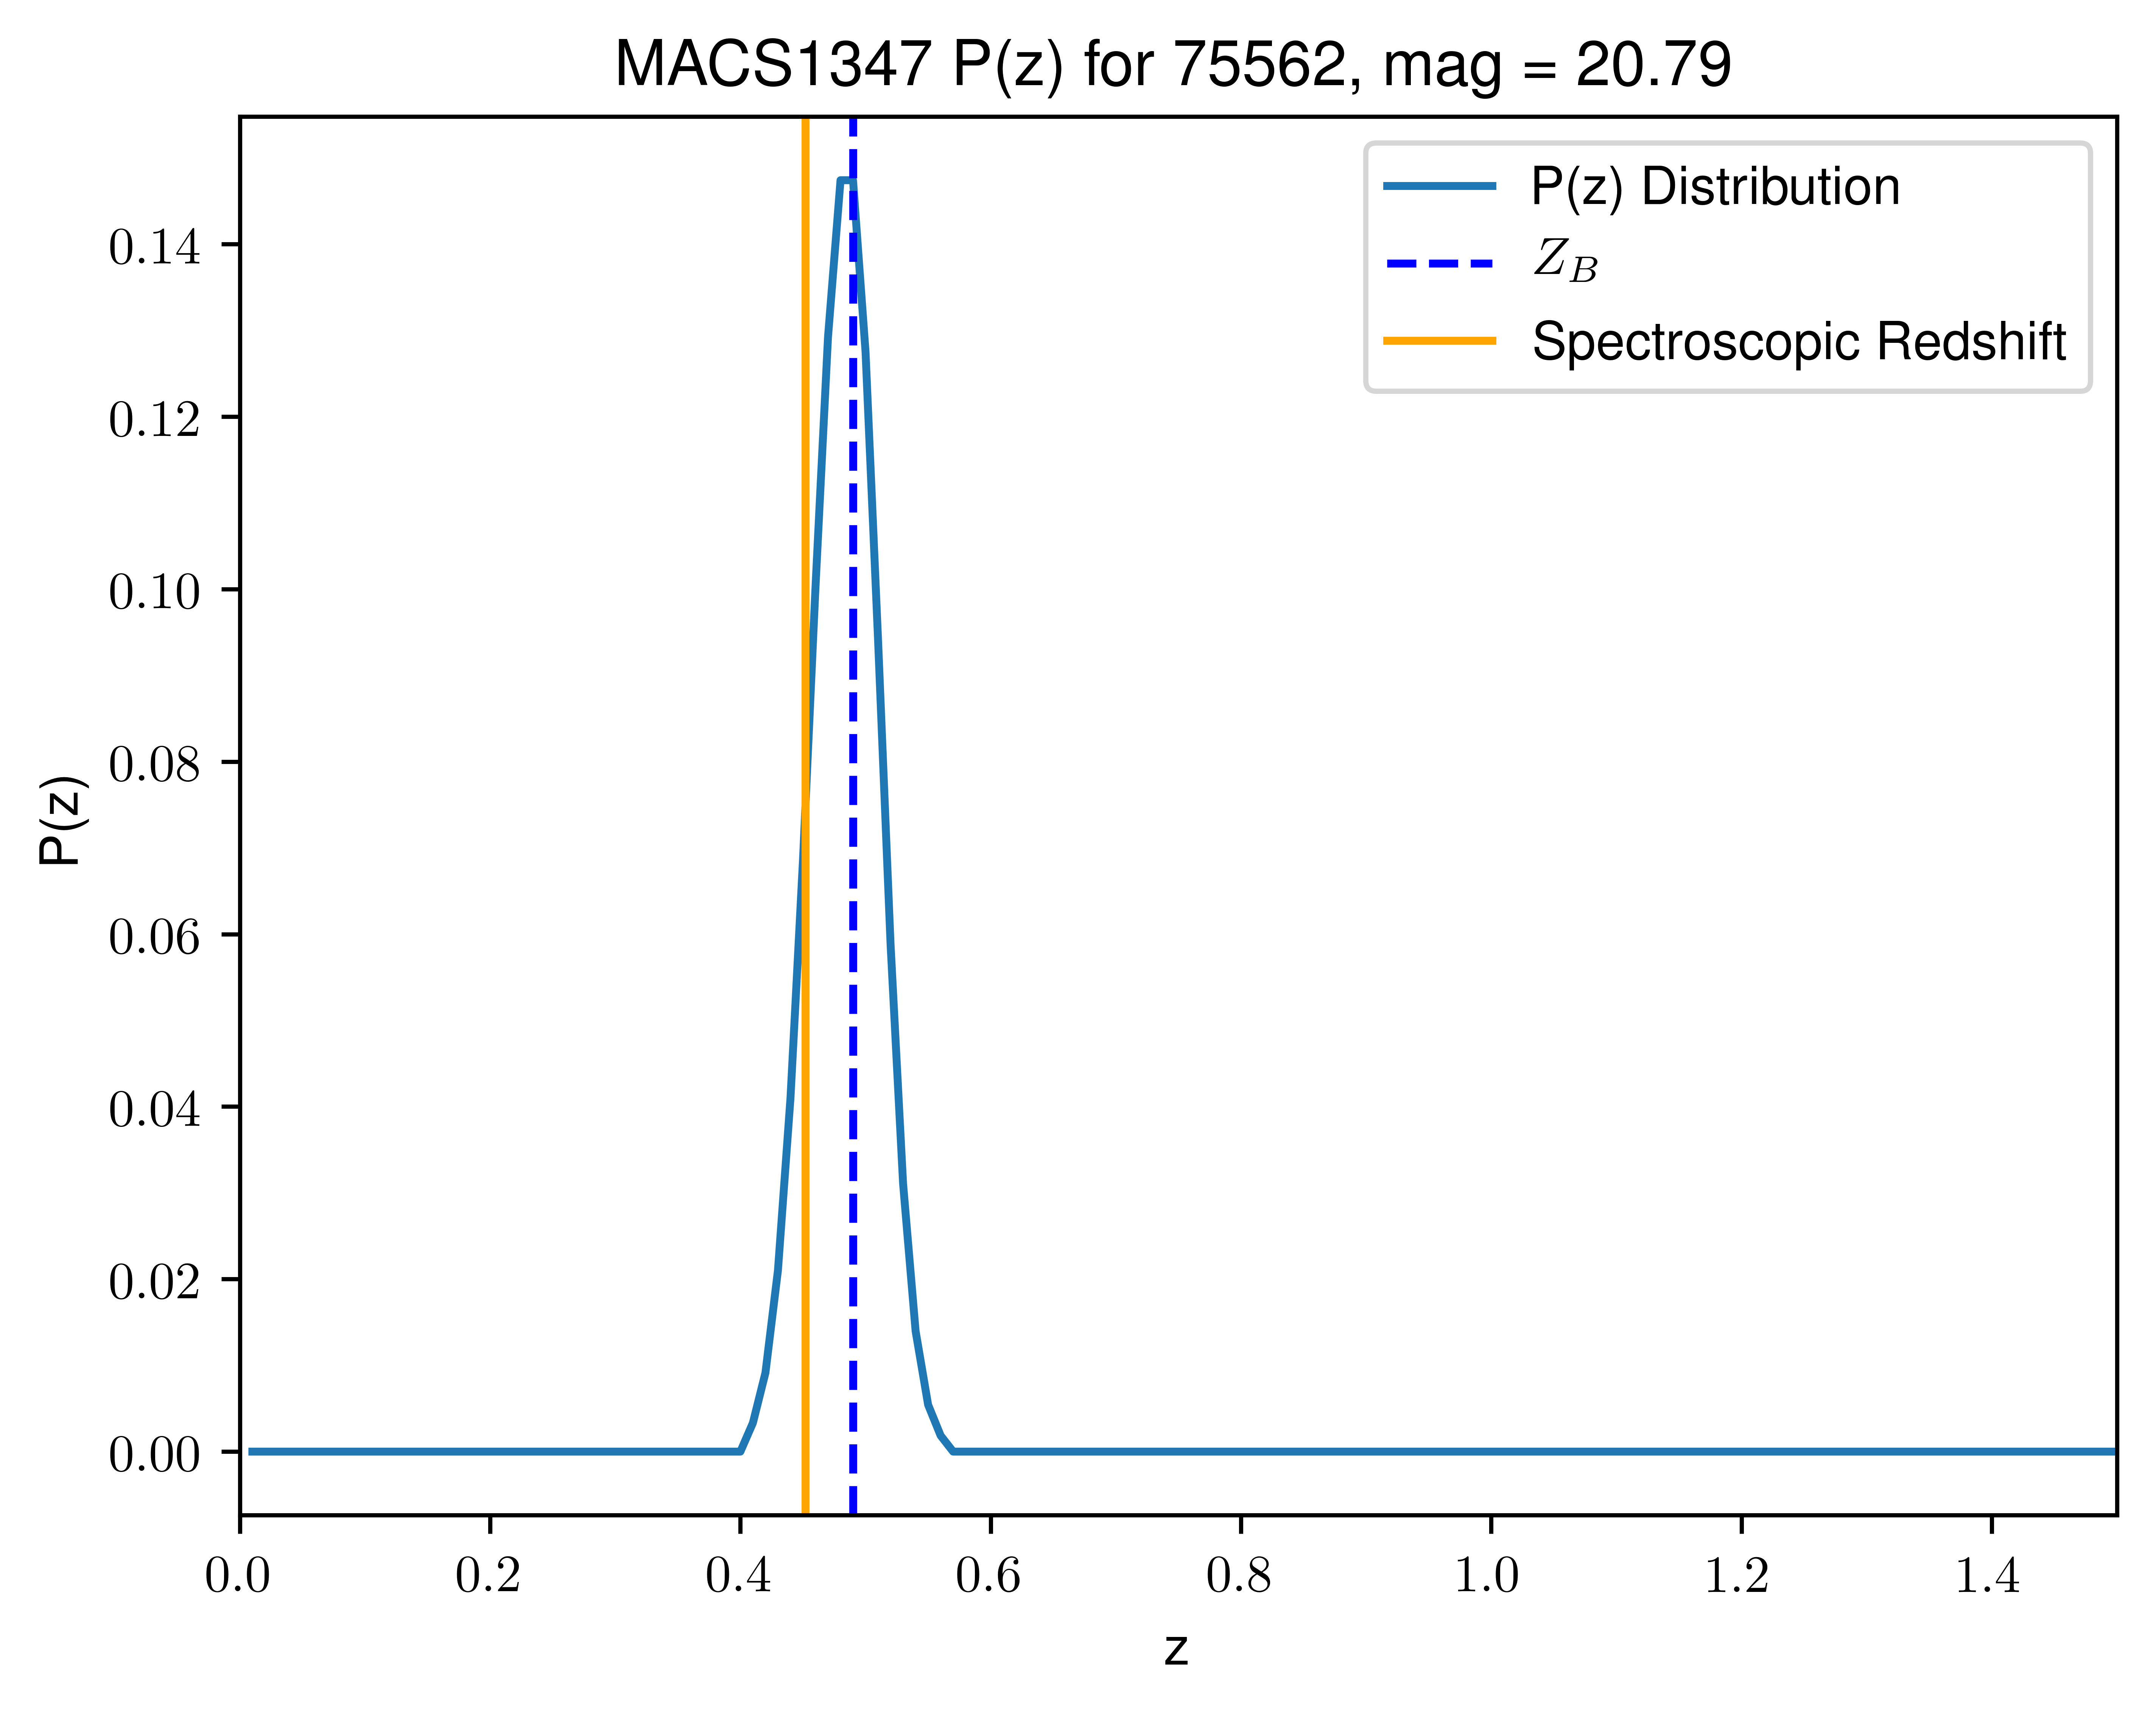 MACS1347 P(z) for 75562, mag = 20.79
P(z) Distribution
Z_B
Spectroscopic Redshift
0.14
0.12
0.10
0.08
0.06
0.04
0.02
0.00
P(z)
0.0 0.2 0.4 0.6 0.8 1.0 1.2 1.4
z